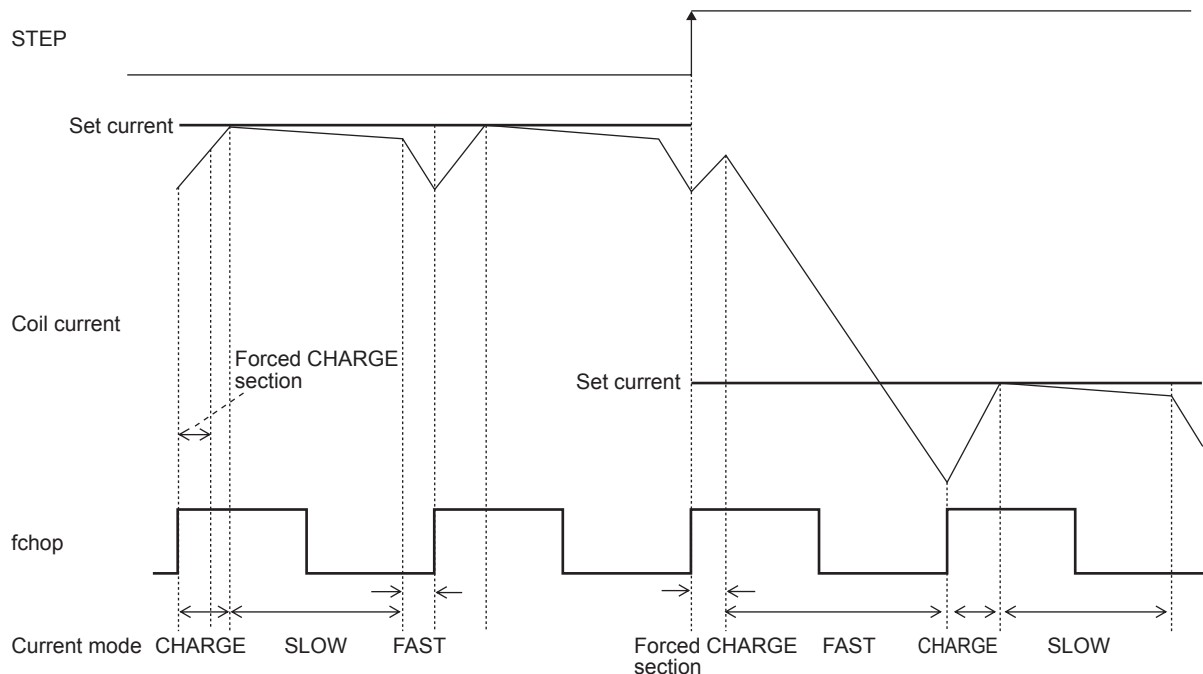 STEP
Set current
Coil current
Forced CHARGE
section
Set current
fchop
Current mode CHARGE SLOW FAST Forced CHARGE FAST CHARGE SLOW
section